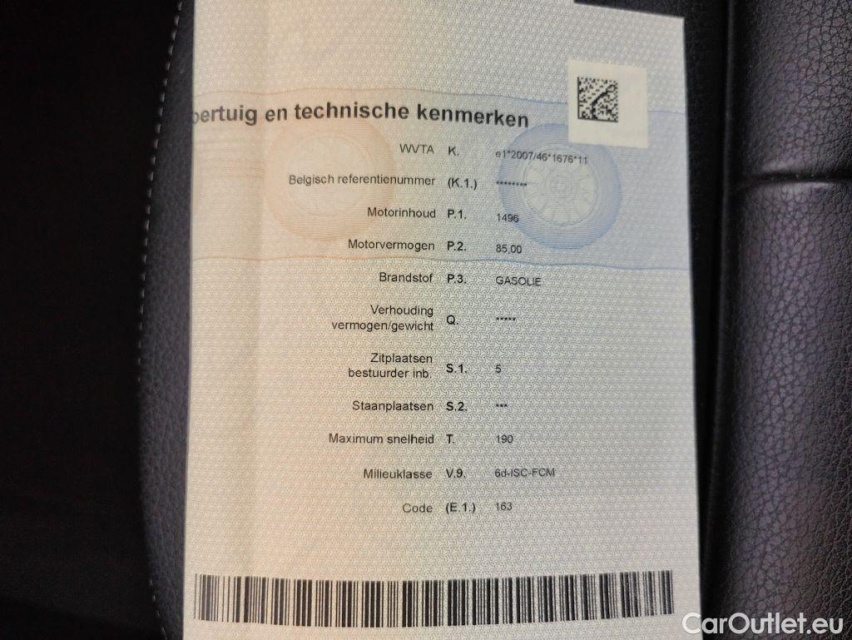 oertuig en technische kenmerken
WVTA K. e1*2007/46*1676*11
Belgisch referentienummer (K.1.) ********
Motorinhoud P.1. 1496
Motorvermogen P.2. 85,00
Brandstof P.3. GASOLIE
Verhouding
vermogen/gewicht Q. *****
Zitplaatsen
bestuurder inb. S.1. 5
Staanplaatsen S.2. ***
Maximum snelheid T. 190
Milieuklasse V.9. 6d-ISC-FCM
Code (E.1.) 163
CarOutlet.eu